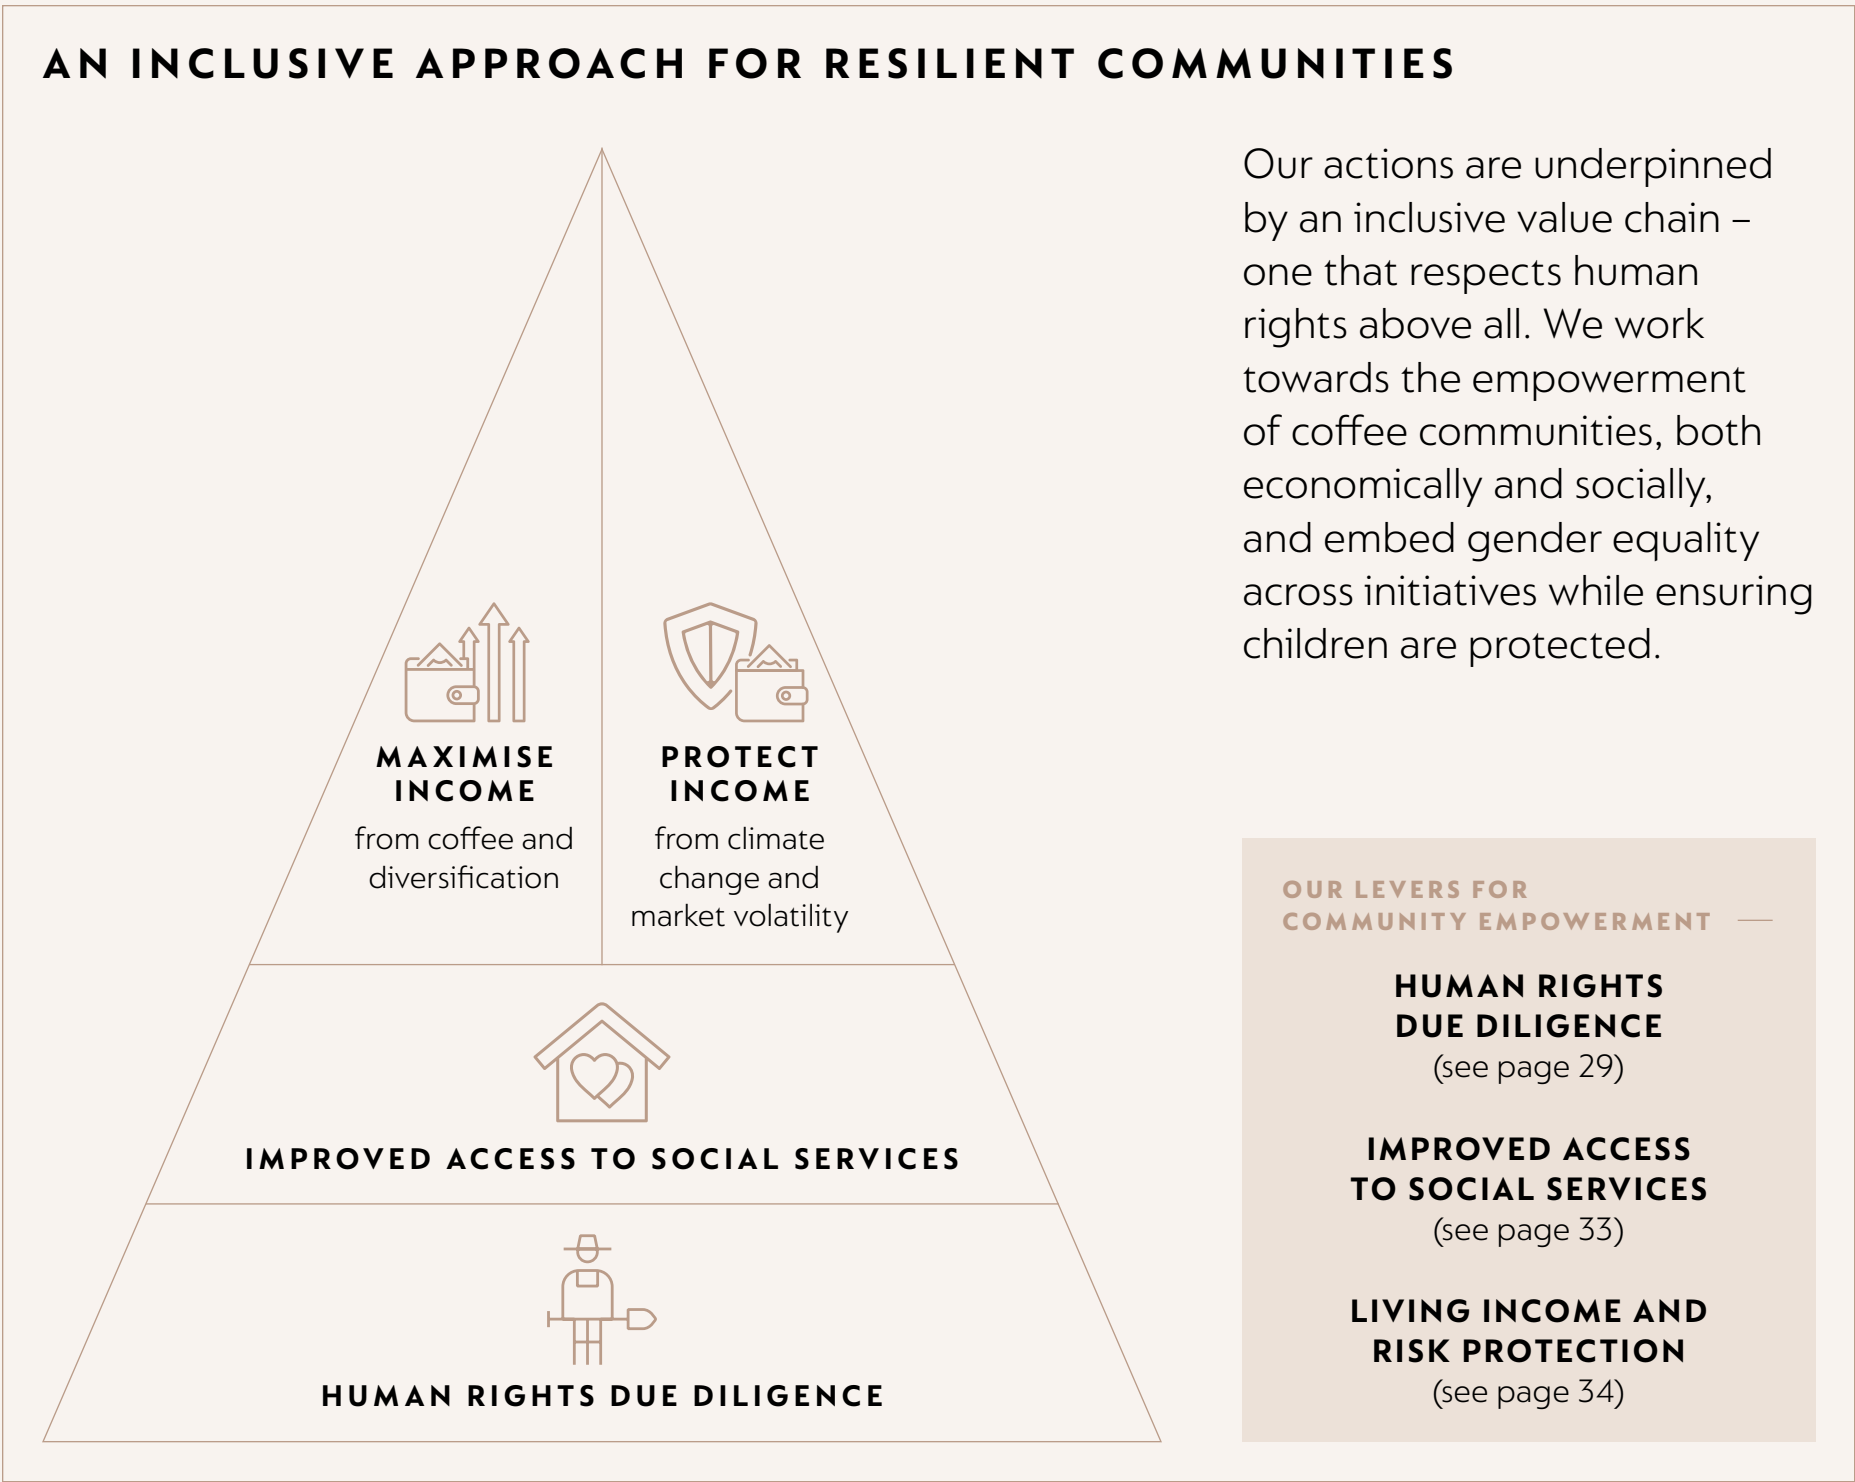 AN INCLUSIVE APPROACH FOR RESILIENT COMMUNITIES
MAXIMISE
INCOME
from coffee and
diversification
PROTECT
INCOME
from climate
change and
market volatility
IMPROVED ACCESS TO SOCIAL SERVICES
HUMAN RIGHTS DUE DILIGENCE
Our actions are underpinned
by an inclusive value chain –
one that respects human
rights above all. We work
towards the empowerment
of coffee communities, both
economically and socially,
and embed gender equality
across initiatives while ensuring
children are protected.
OUR LEVERS FOR
COMMUNITY EMPOWERMENT
HUMAN RIGHTS
DUE DILIGENCE
(see page 29)
IMPROVED ACCESS
TO SOCIAL SERVICES
(see page 33)
LIVING INCOME AND
RISK PROTECTION
(see page 34)